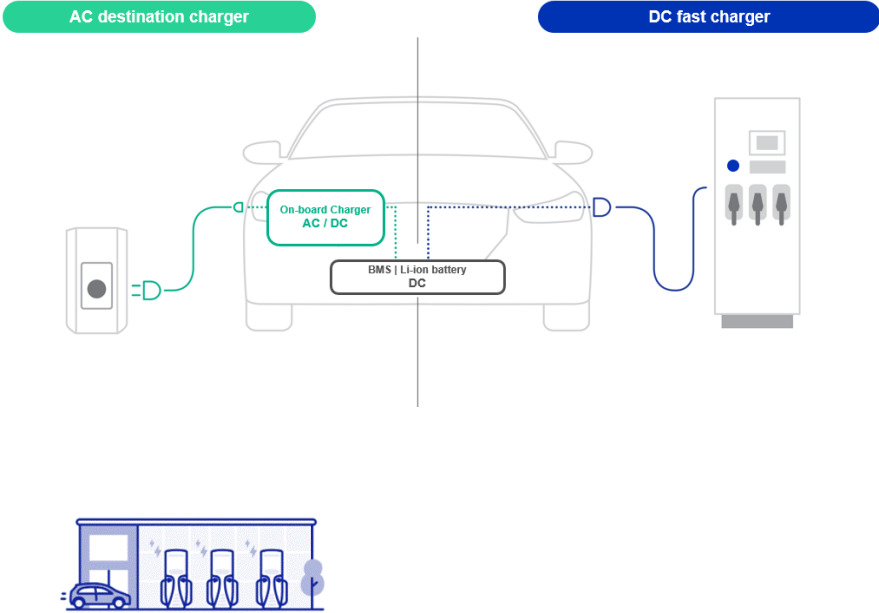 AC destination charger
DC fast charger
On-board Charger
AC / DC
BMS | Li-ion battery
DC